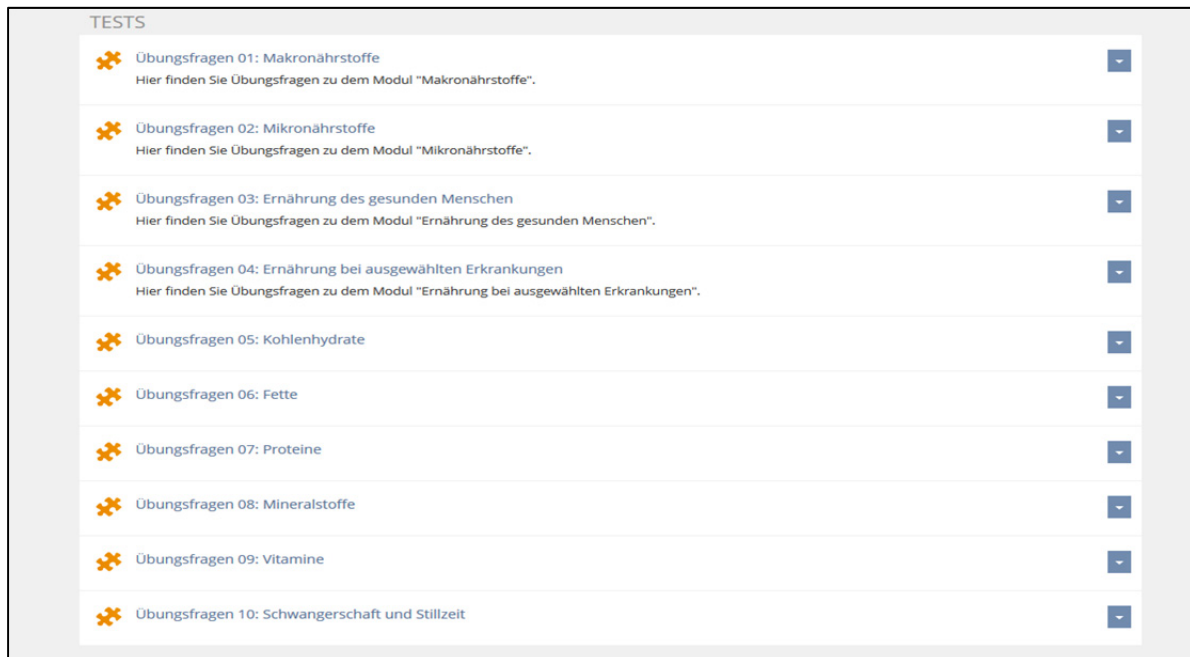 TESTS
Übungsfragen 01: Makronährstoffe
Hier finden Sie Übungsfragen zu dem Modul "Makronährstoffe".
Übungsfragen 02: Mikronährstoffe
Hier finden Sie Übungsfragen zu dem Modul "Mikronährstoffe".
Übungsfragen 03: Ernährung des gesunden Menschen
Hier finden Sie Übungsfragen zu dem Modul "Ernährung des gesunden Menschen".
Übungsfragen 04: Ernährung bei ausgewählten Erkrankungen
Hier finden Sie Übungsfragen zu dem Modul "Ernährung bei ausgewählten Erkrankungen".
Übungsfragen 05: Kohlenhydrate
Übungsfragen 06: Fette
Übungsfragen 07: Proteine
Übungsfragen 08: Mineralstoffe
Übungsfragen 09: Vitamine
Übungsfragen 10: Schwangerschaft und Stillzeit